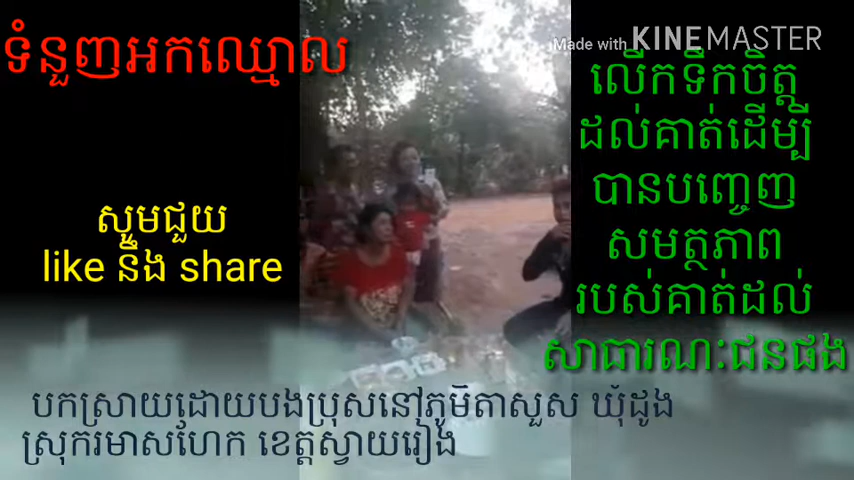 ទំនួញអកឈ្មោល
Made with KINEMASTER
លើកទឹកចិត្ត
ដល់គាត់ដើម្បី
បានបញ្ចេញ
សមត្ថភាព
របស់គាត់ដល់
សាធារណៈជនផង
សូមជួយ
like នឹង share
បកស្រាយដោយបងប្រុសនៅភូមិតាសួស ឃុំដូង
ស្រុករមាសហែក ខេត្តស្វាយរៀង